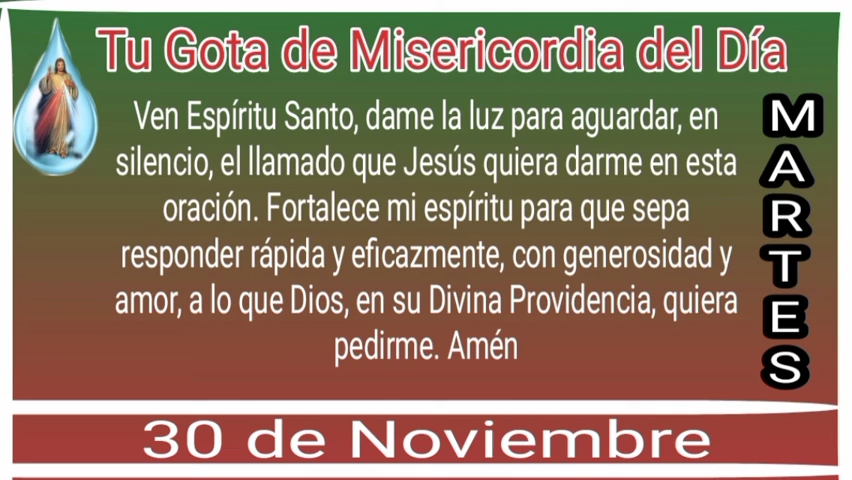 Tu Gota de Misericordia del Día
Ven Espíritu Santo, dame la luz para aguardar, en
silencio, el llamado que Jesús quiera darme en esta
oración. Fortalece mi espíritu para que sepa
responder rápida y eficazmente, con generosidad y
amor, a lo que Dios, en su Divina Providencia, quiera
pedirme. Amén
MARTES
30 de Noviembre